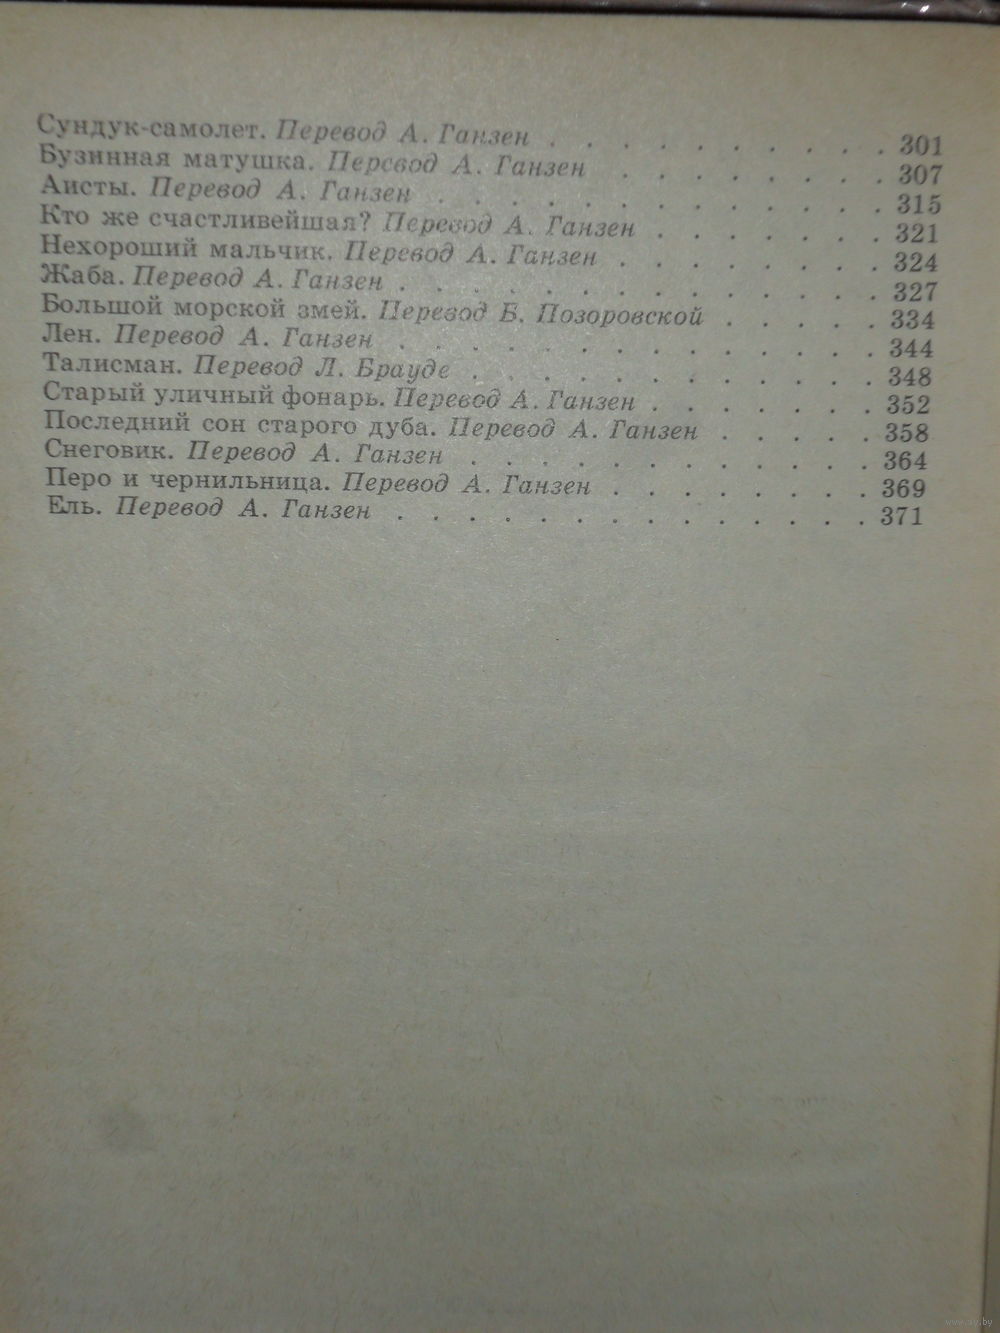 Сундук-самолет. Перевод А. Ганзен . . . . . . . . . . 301
Бузинная матушка. Перевод А. Ганзен . . . . . . . . 307
Аисты. Перевод А. Ганзен . . . . . . . . . . . . . 315
Кто же счастливейшая? Перевод А. Ганзен . . . . . . . 321
Нехороший мальчик. Перевод А. Ганзен . . . . . . . . 324
Жаба. Перевод А. Ганзен . . . . . . . . . . . . . . 327
Большой морской змей. Перевод Б. Позоровской . . . . . 334
Лен. Перевод А. Ганзен . . . . . . . . . . . . . . 344
Талисман. Перевод Л. Брауде . . . . . . . . . . . . 348
Старый уличный фонарь. Перевод А. Ганзен . . . . . . . 352
Последний сон старого дуба. Перевод А. Ганзен . . . . . 358
Снеговик. Перевод А. Ганзен . . . . . . . . . . . . 364
Перо и чернильница. Перевод А. Ганзен . . . . . . . . 369
Ель. Перевод А. Ганзен . . . . . . . . . . . . . . 371
www.ay.by